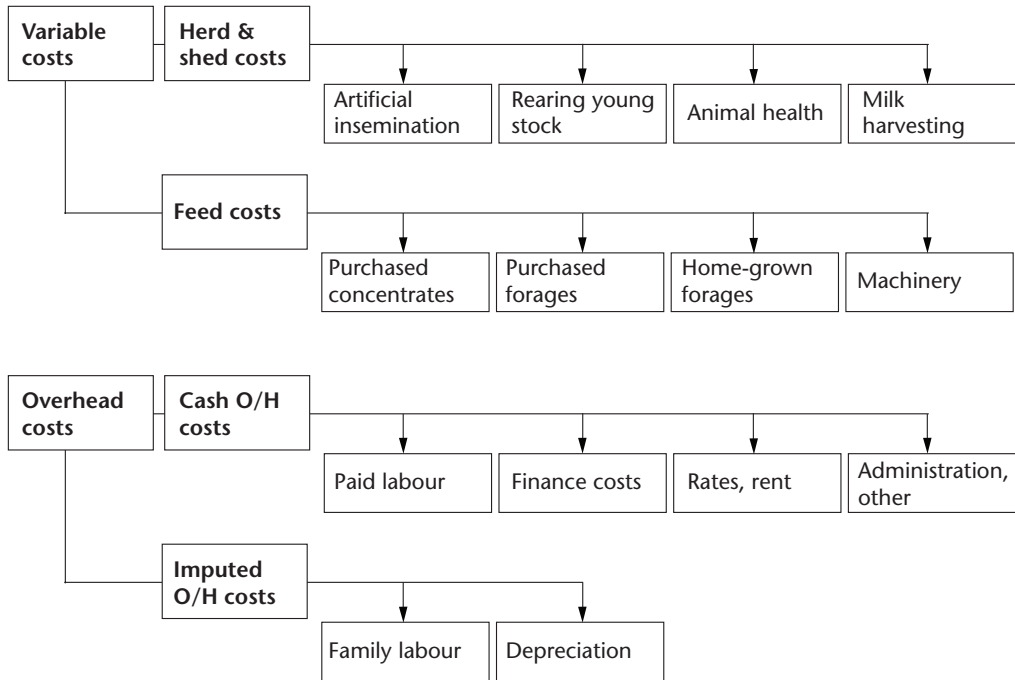 Variable
costs
Herd &
shed costs
Artificial
insemination
Rearing young
stock
Animal health
Milk
harvesting
Feed costs
Purchased
concentrates
Purchased
forages
Home-grown
forages
Machinery
Overhead
costs
Cash O/H
costs
Paid labour
Finance costs
Rates, rent
Administration,
other
Imputed
O/H costs
Family labour
Depreciation